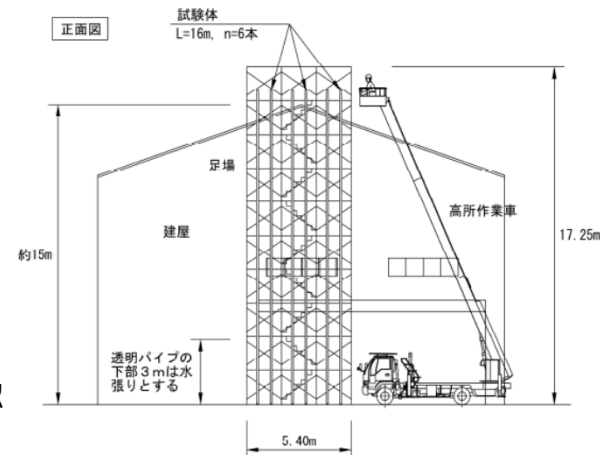 正面図
試験体
L=16m, n=6本
足場
建屋
高所作業車
約15m
17.25m
透明パイプの
下部3mは水
張りとする
5.40m